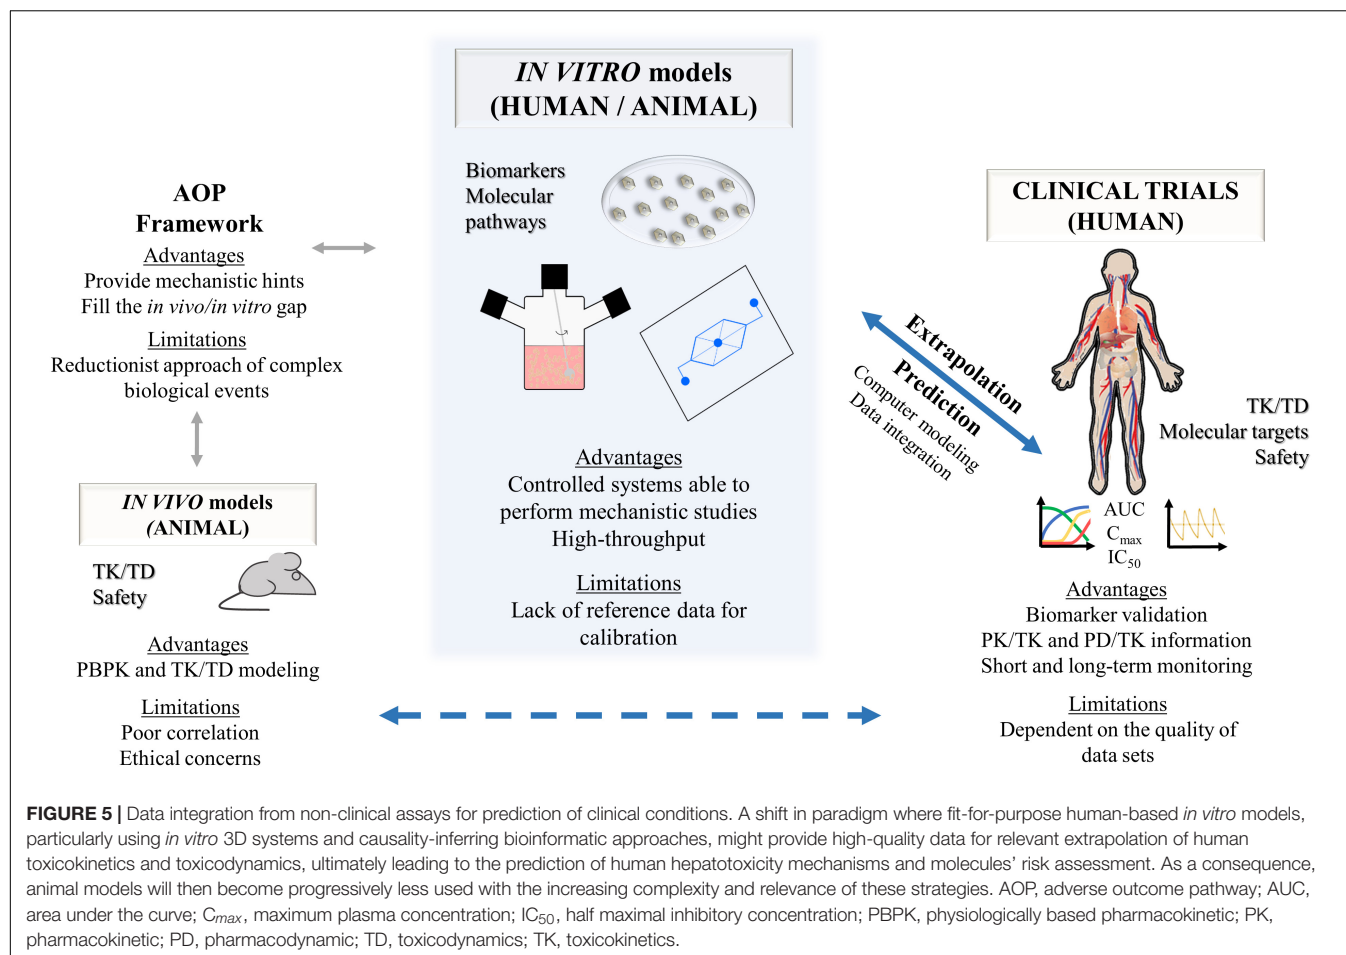 IN VITRO models
(HUMAN / ANIMAL)
Biomarkers
Molecular
pathways
Advantages
Controlled systems able to
perform mechanistic studies
High-throughput
Limitations
Lack of reference data for
calibration
AOP
Framework
Advantages
Provide mechanistic hints
Fill the in vivo/in vitro gap
Limitations
Reductionist approach of complex
biological events
IN VIVO models
(ANIMAL)
TK/TD
Safety
Advantages
PBPK and TK/TD modeling
Limitations
Poor correlation
Ethical concerns
Extrapolation
Prediction
Computer modeling
Data integration
CLINICAL TRIALS
(HUMAN)
TK/TD
Molecular targets
Safety
AUC
Cmax
IC50
Advantages
Biomarker validation
PK/TK and PD/TK information
Short and long-term monitoring
Limitations
Dependent on the quality of
data sets
FIGURE 5 | Data integration from non-clinical assays for prediction of clinical conditions. A shift in paradigm where fit-for-purpose human-based in vitro models,
particularly using in vitro 3D systems and causality-inferring bioinformatic approaches, might provide high-quality data for relevant extrapolation of human
toxicokinetics and toxicodynamics, ultimately leading to the prediction of human hepatotoxicity mechanisms and molecules' risk assessment. As a consequence,
animal models will then become progressively less used with the increasing complexity and relevance of these strategies. AOP, adverse outcome pathway; AUC,
area under the curve; Cmax, maximum plasma concentration; IC50, half maximal inhibitory concentration; PBPK, physiologically based pharmacokinetic; PK,
pharmacokinetic; PD, pharmacodynamic; TD, toxicodynamics; TK, toxicokinetics.